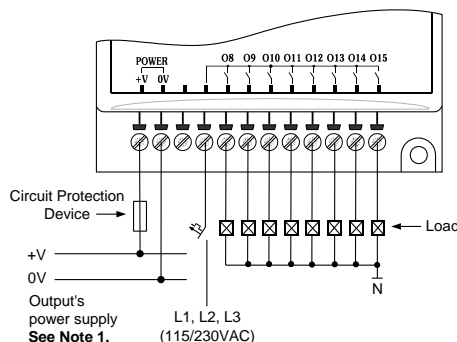 POWER
+V 0V
O8 O9 O10 O11 O12 O13 O14 O15
Circuit Protection
Device
Load
+V
0V
N
Output's
power supply
See Note 1.
L1, L2, L3
(115/230VAC)